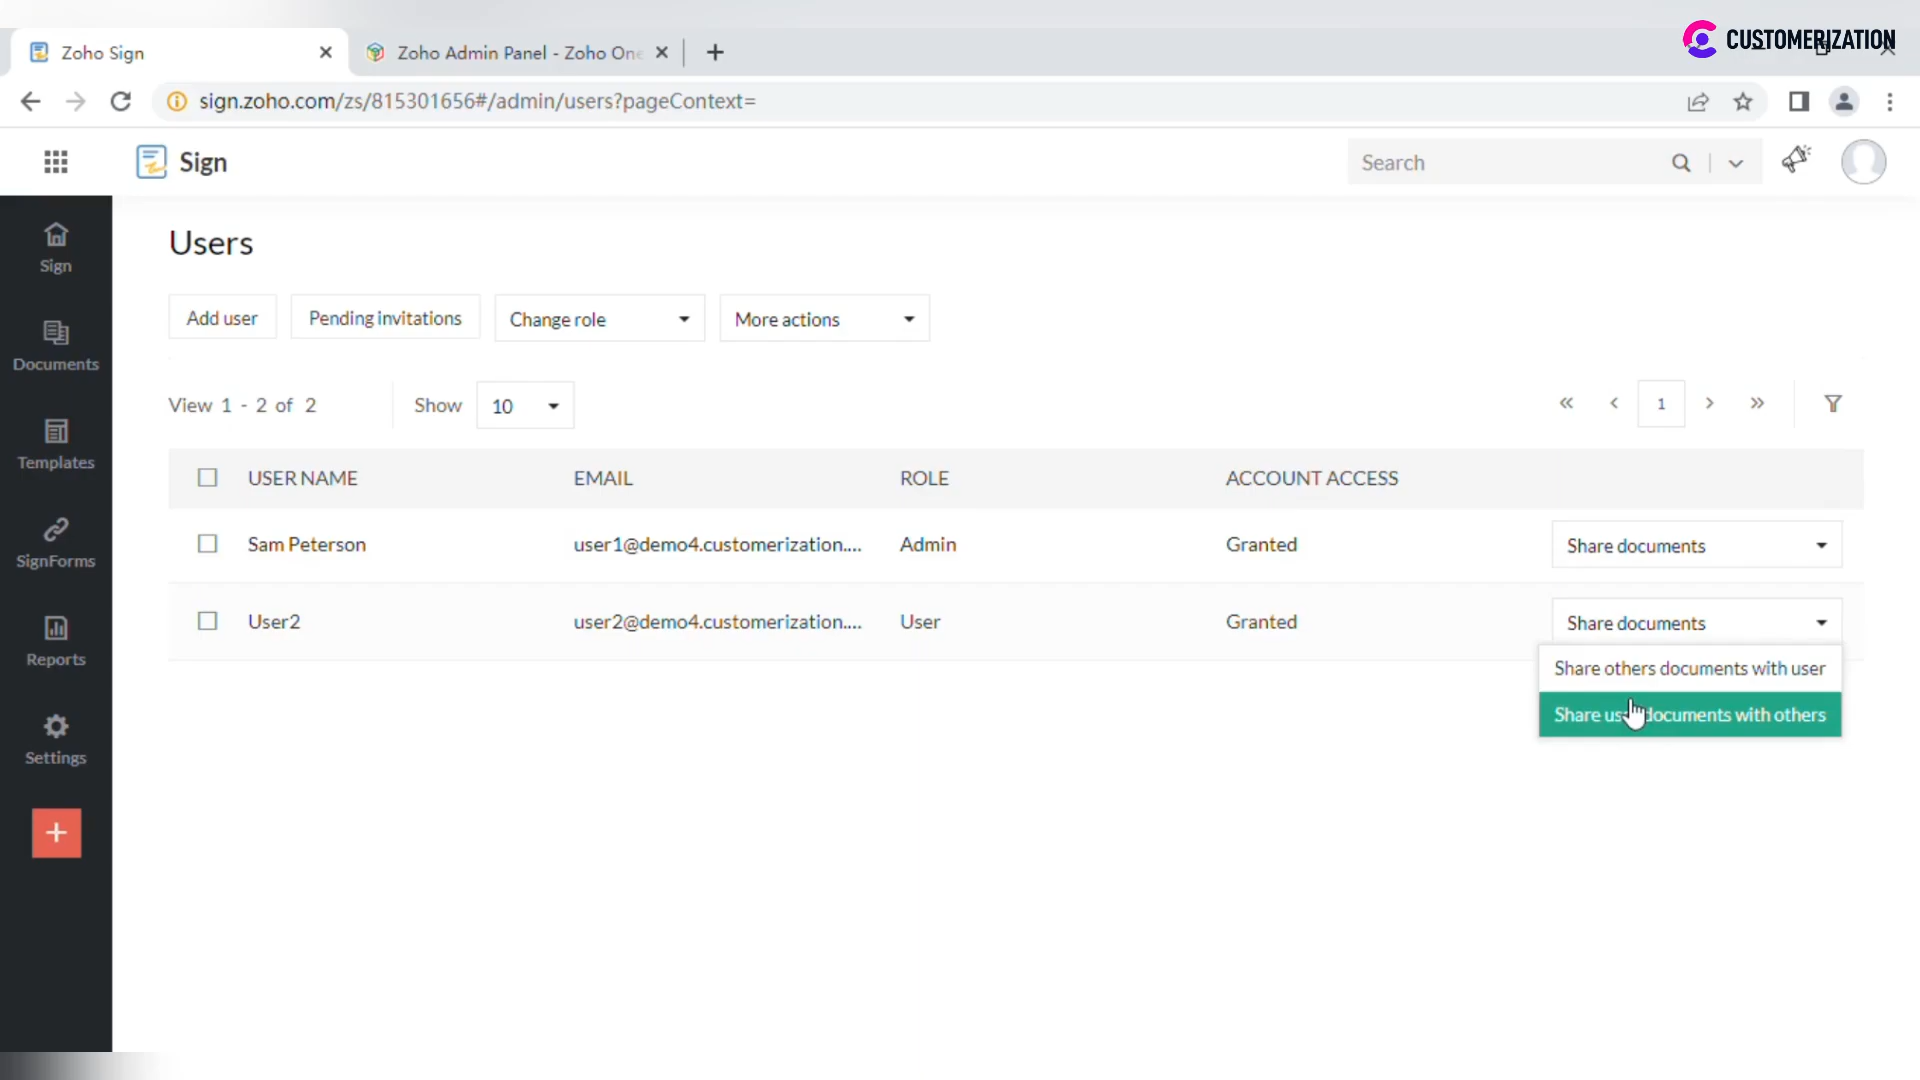 Zoho Sign
Zoho Admin Panel - Zoho One
CUSTOMERIZATION
sign.zoho.com/zs/815301656#/admin/users?pageContext=
Sign
Search
Sign
Documents
Templates
SignForms
Reports
Settings
Users
Add user
Pending invitations
Change role
More actions
View 1 - 2 of 2
Show 10
1
USER NAME EMAIL ROLE ACCOUNT ACCESS
Sam Peterson user1@demo4.customerization.... Admin Granted Share documents
User2 user2@demo4.customerization.... User Granted Share documents
Share others documents with user
Share us documents with others